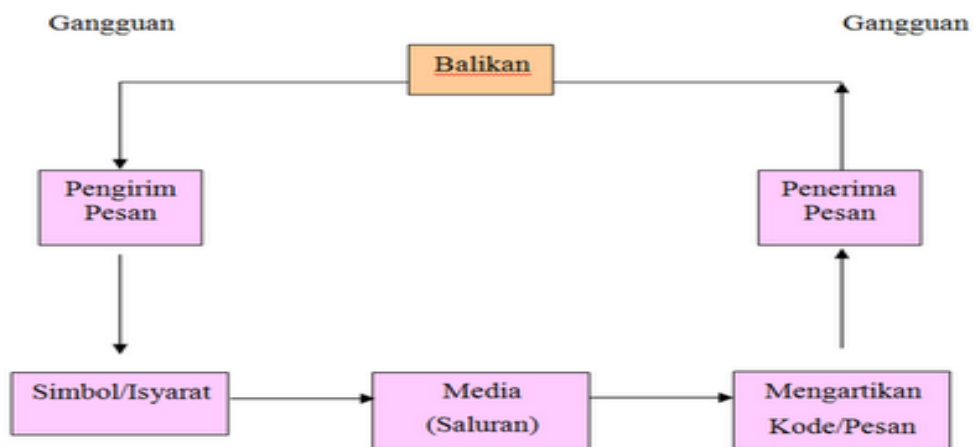 Gangguan
Gangguan
Balikan
Pengirim
Pesan
Penerima
Pesan
Simbol/Isyarat
Media
(Saluran)
Mengartikan
Kode/Pesan